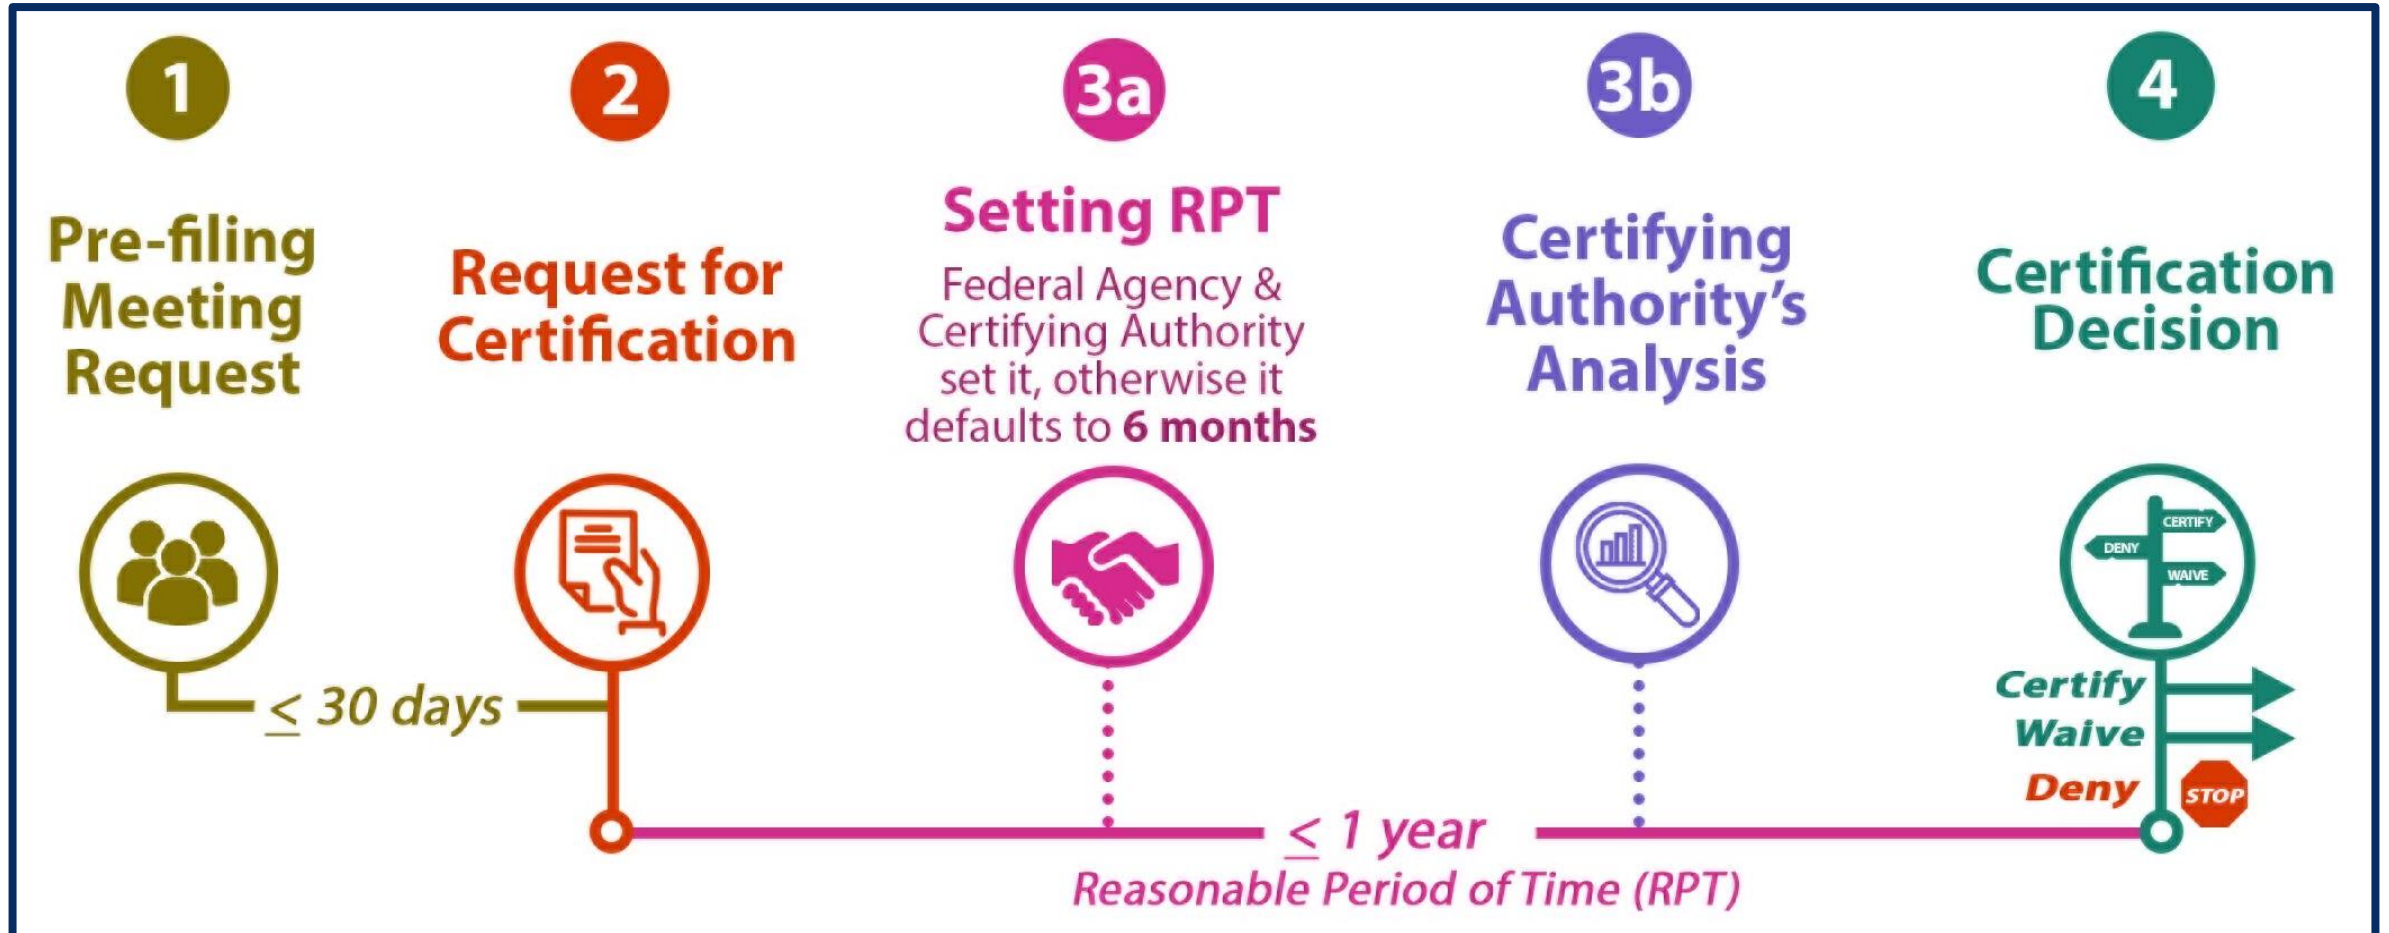 1
Pre-filing
Meeting
Request
≤ 30 days
2
Request for
Certification
3a
Setting RPT
Federal Agency &
Certifying Authority
set it, otherwise it
defaults to 6 months
3b
Certifying
Authority's
Analysis
≤ 1 year
Reasonable Period of Time (RPT)
4
Certification
Decision
CERTIFY
DENY
WAIVE
Certify
Waive
Deny
STOP